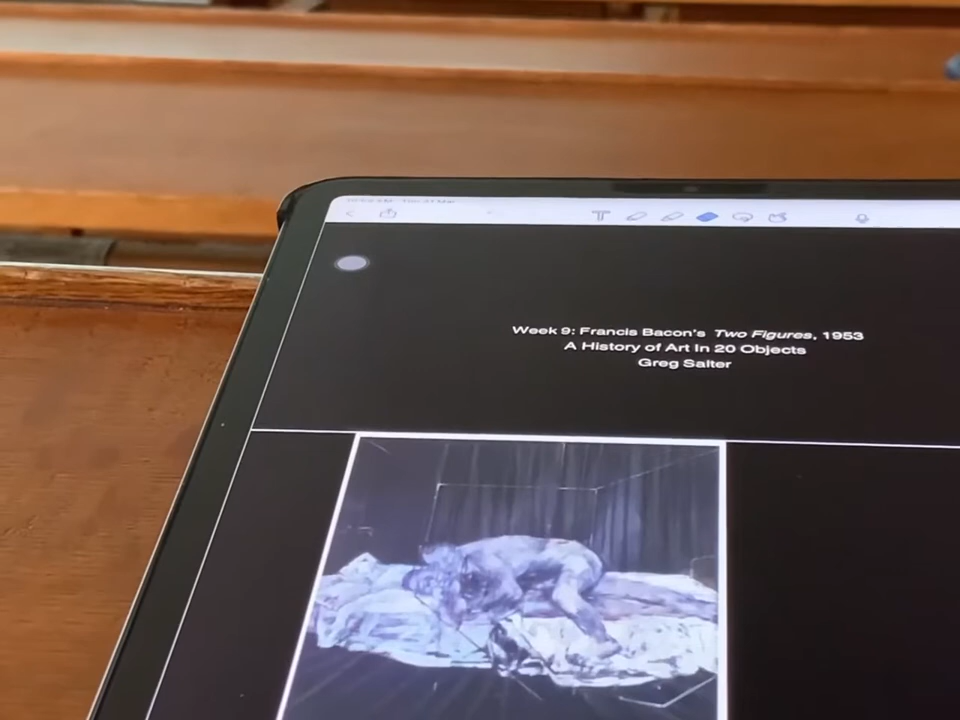 Week 9: Francis Bacon's Two Figures, 1953
A History of Art In 20 Objects
Greg Salter